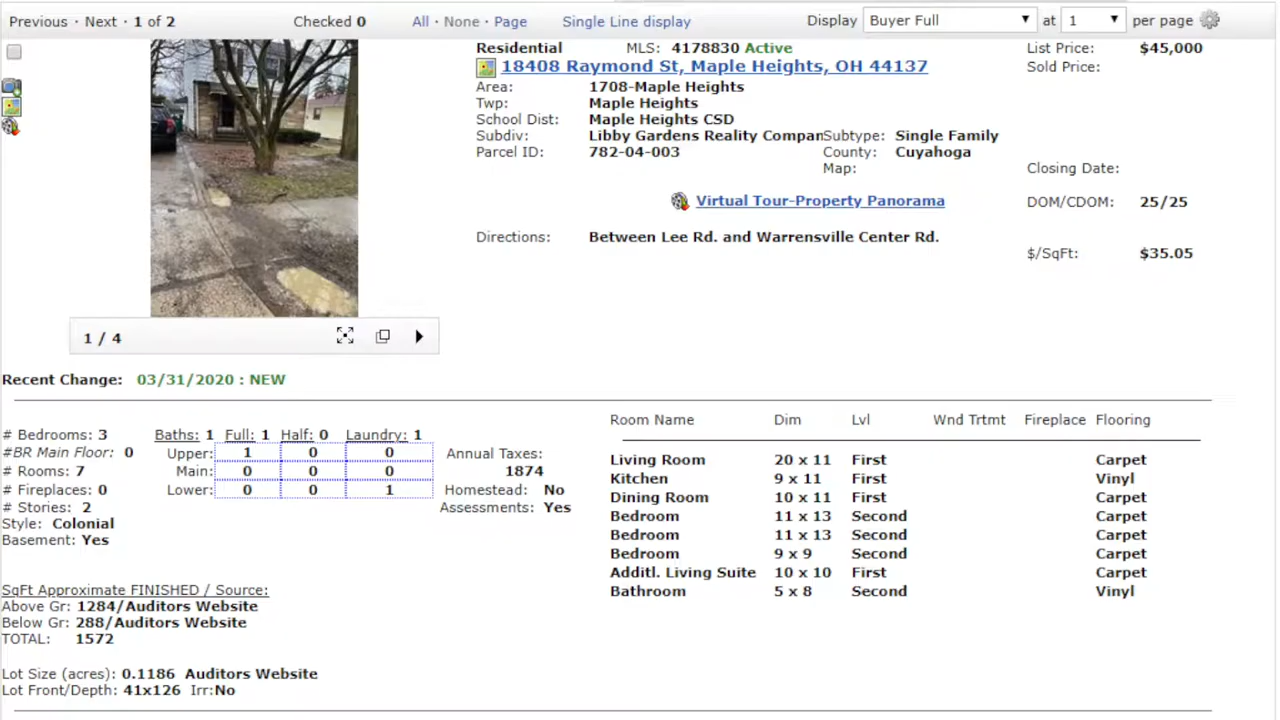 Previous · Next · 1 of 2 Checked 0 All · None · Page Single Line display Display Buyer Full at 1 per page
Residential MLS: 4178830 Active List Price: $45,000
18408 Raymond St, Maple Heights, OH 44137 Sold Price:
Area: 1708-Maple Heights
Twp: Maple Heights
School Dist: Maple Heights CSD
Subdiv: Libby Gardens Reality Compan Subtype: Single Family
Parcel ID: 782-04-003 County: Cuyahoga
Map: Closing Date:
Virtual Tour-Property Panorama DOM/CDOM: 25/25
Directions: Between Lee Rd. and Warrensville Center Rd.
$/SqFt: $35.05
1 / 4
Recent Change: 03/31/2020 : NEW
# Bedrooms: 3 Baths: 1 Full: 1 Half: 0 Laundry: 1
#BR Main Floor: 0 Upper: 1 0 0 Annual Taxes:
# Rooms: 7 Main: 0 0 0 1874
# Fireplaces: 0 Lower: 0 0 1 Homestead: No
# Stories: 2 Assessments: Yes
Style: Colonial
Basement: Yes
SqFt Approximate FINISHED / Source:
Above Gr: 1284/Auditors Website
Below Gr: 288/Auditors Website
TOTAL: 1572
Lot Size (acres): 0.1186 Auditors Website
Lot Front/Depth: 41x126 Irr:No
Room Name Dim Lvl Wnd Trtmt Fireplace Flooring
Living Room 20 x 11 First Carpet
Kitchen 9 x 11 First Vinyl
Dining Room 10 x 11 First Carpet
Bedroom 11 x 13 Second Carpet
Bedroom 11 x 13 Second Carpet
Bedroom 9 x 9 Second Carpet
Additl. Living Suite 10 x 10 First Carpet
Bathroom 5 x 8 Second Vinyl